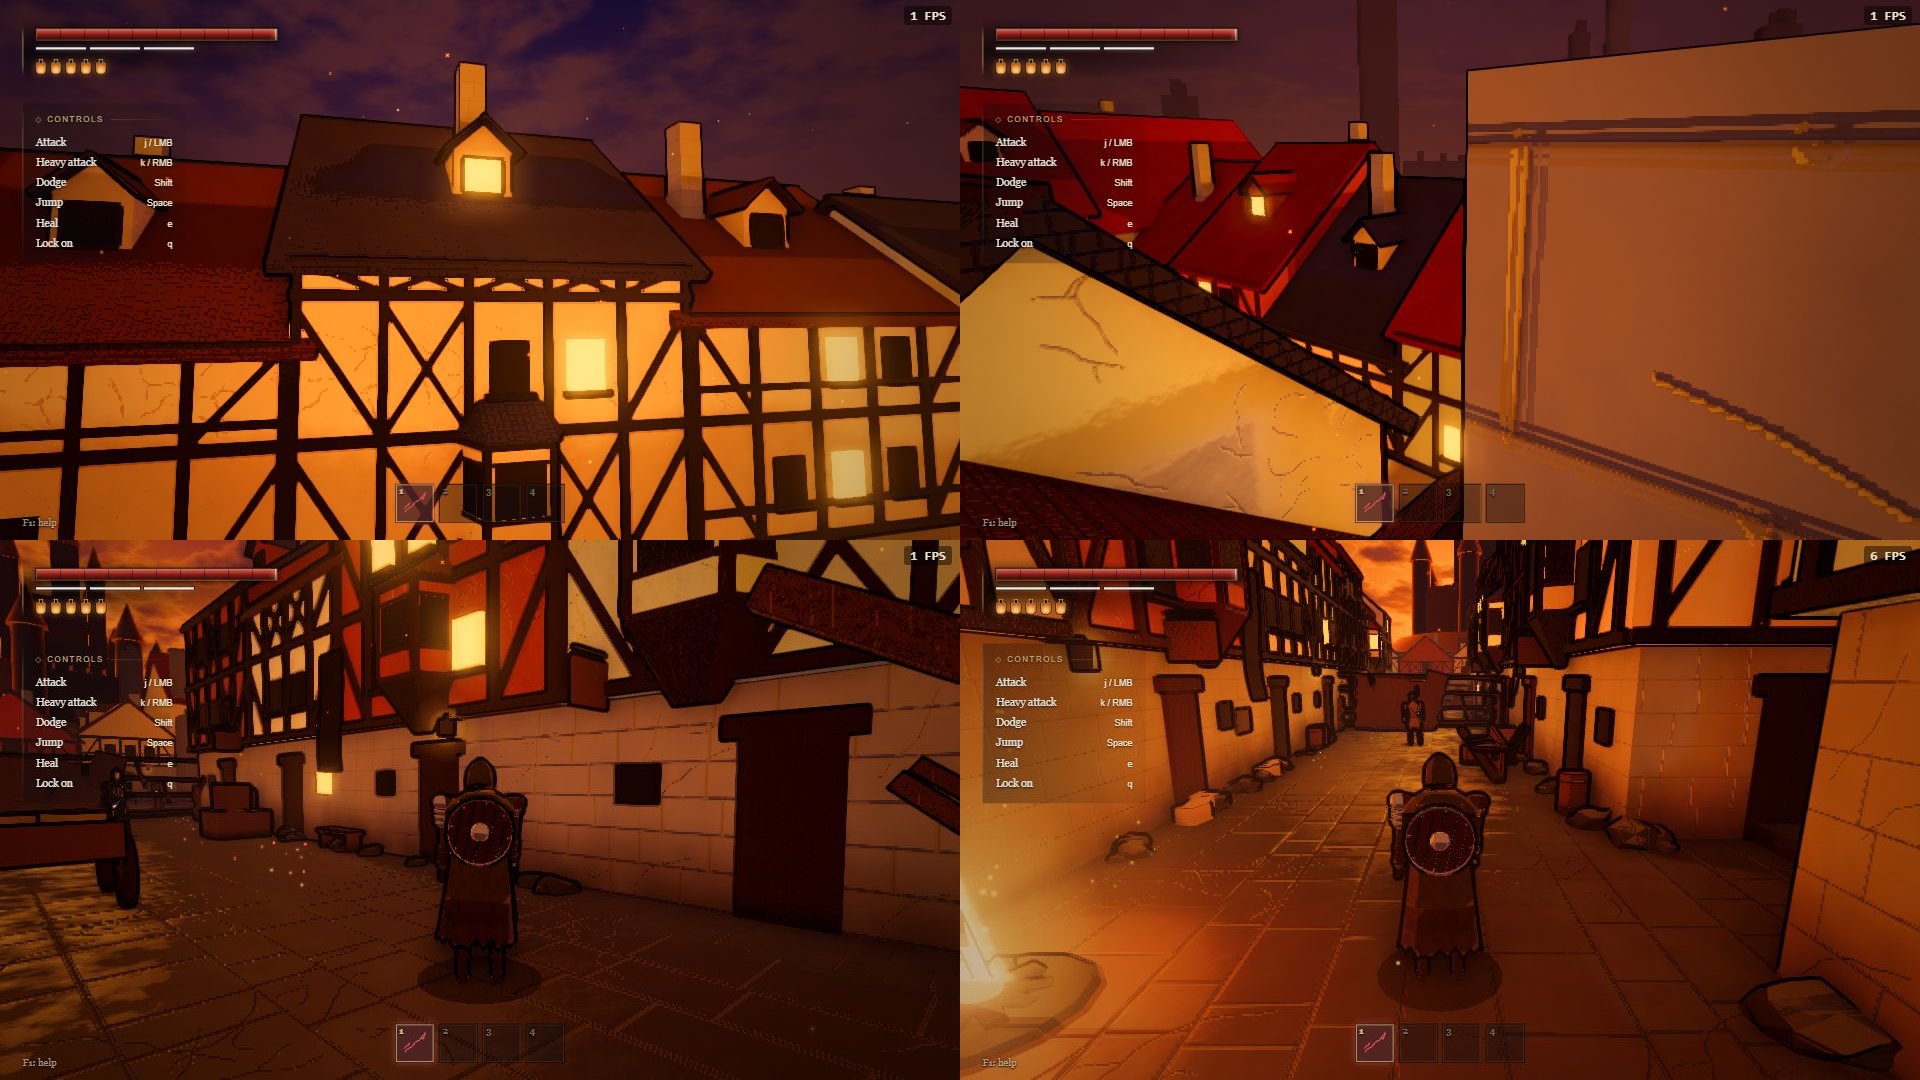 1 FPS
CONTROLS
Attack j / LMB
Heavy attack k / RMB
Dodge Shift
Jump Space
Heal e
Lock on q
1 2 3 4
F1: help
1 FPS
CONTROLS
Attack j / LMB
Heavy attack k / RMB
Dodge Shift
Jump Space
Heal e
Lock on q
1 2 3 4
F1: help
1 FPS
CONTROLS
Attack j / LMB
Heavy attack k / RMB
Dodge Shift
Jump Space
Heal e
Lock on q
1 2 3 4
F1: help
6 FPS
CONTROLS
Attack j / LMB
Heavy attack k / RMB
Dodge Shift
Jump Space
Heal e
Lock on q
1 2 3 4
F1: help